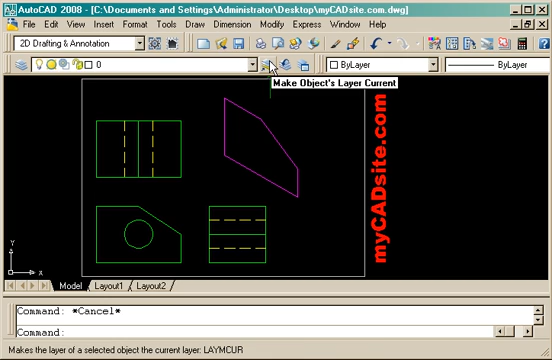 AutoCAD 2008 - [C:\Documents and Settings\Administrator\Desktop\myCADsite.com.dwg]
File Edit View Insert Format Tools Draw Dimension Modify Express Window Help
2D Drafting & Annotation
0
ByLayer
ByLayer
Make Object's Layer Current
myCADsite.com
Y
X
Model Layout1 Layout2
Command: *Cancel*
Command:
Makes the layer of a selected object the current layer: LAYMCUR